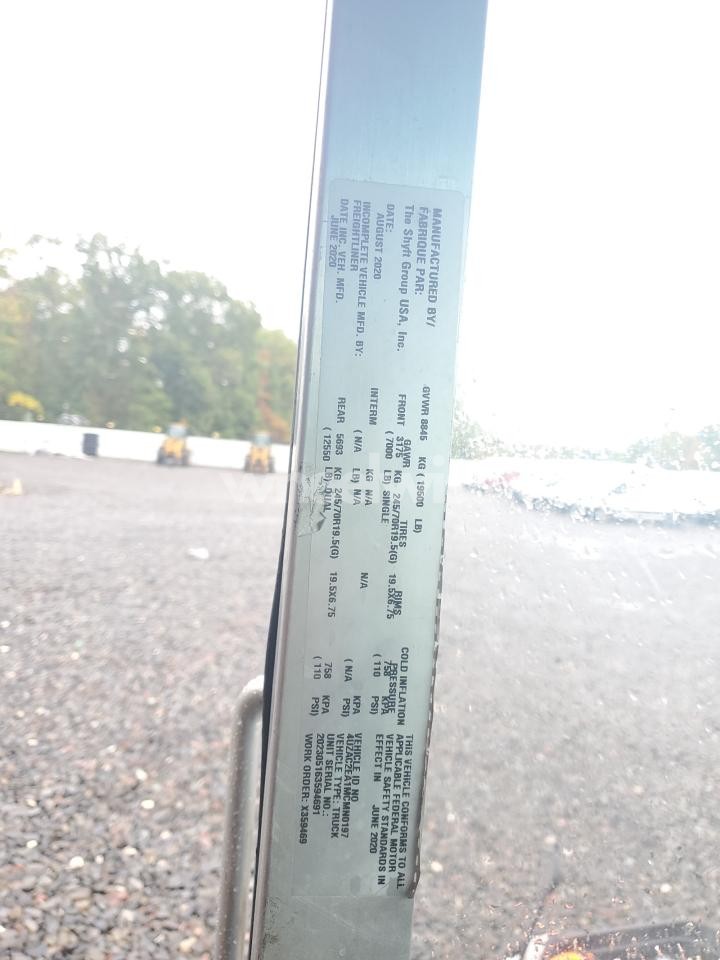 MANUFACTURED BY/
FABRIQUE PAR:
The Shyft Group USA, Inc.
DATE:
AUGUST 2020
INCOMPLETE VEHICLE MFD. BY:
FREIGHTLINER
DATE INC. VEH. MFD.
JUNE 2020
GVWR 8845 KG ( 19500 LB)
GAWR TIRES RIMS COLD INFLATION PRESSURE
FRONT 3175 KG 245/70R19.5(G) 19.5X6.75 758 KPA
( 7000 LB) SINGLE ( 110 PSI)
INTERM KG N/A N/A KPA
( N/A LB) N/A ( N/A PSI)
REAR 5693 KG 245/70R19.5(G) 19.5X6.75 758 KPA
( 12550 LB) DUAL ( 110 PSI)
THIS VEHICLE CONFORMS TO ALL
APPLICABLE FEDERAL MOTOR
VEHICLE SAFETY STANDARDS IN
EFFECT IN JUNE 2020
VEHICLE ID NO
4UZAC2EA1MCMN0197
VEHICLE TYPE: TRUCK
UNIT SERIAL NO.:
202305163594691
WORK ORDER: X359469